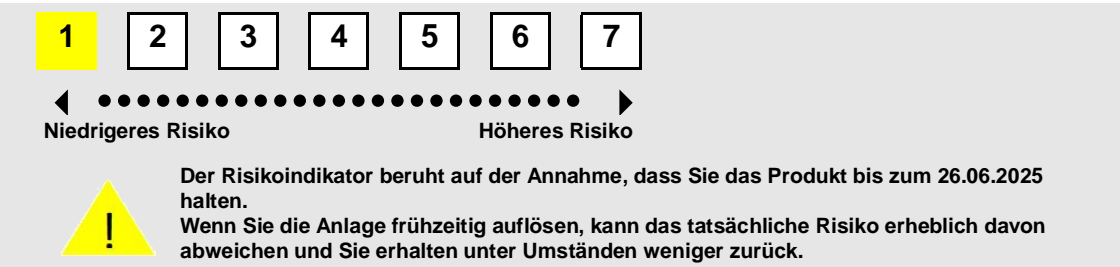 1 2 3 4 5 6 7
Niedrigeres Risiko Höheres Risiko
Der Risikoindikator beruht auf der Annahme, dass Sie das Produkt bis zum 26.06.2025
halten.
Wenn Sie die Anlage frühzeitig auflösen, kann das tatsächliche Risiko erheblich davon
abweichen und Sie erhalten unter Umständen weniger zurück.
!